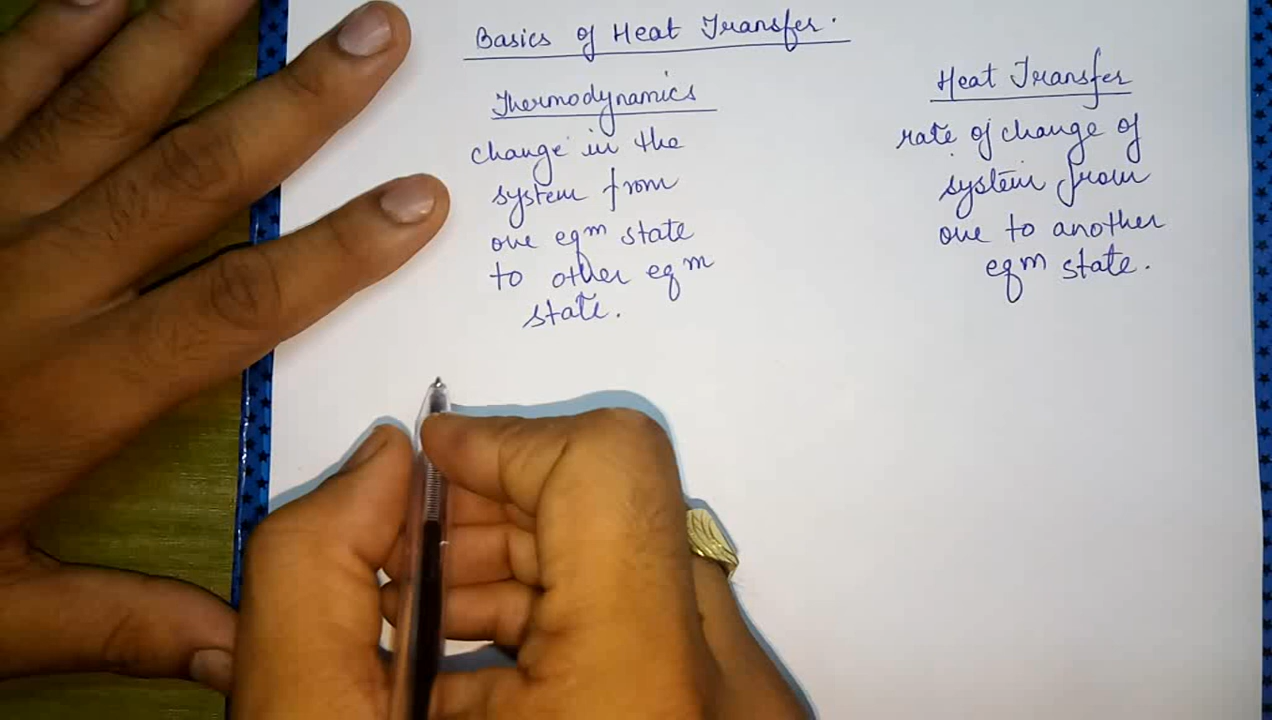 Basics of Heat Transfer.
Thermodynamics
change in the
system from
one eqm state
to other eqm
state.
Heat Transfer
rate of change of
system from
one to another
eqm state.